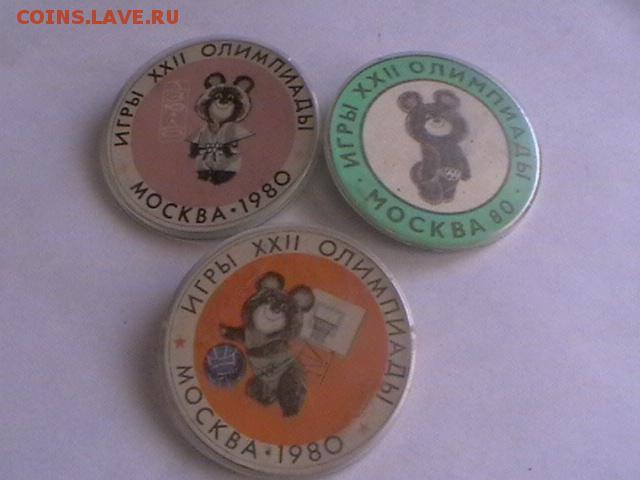 COINS.LAVE.RU
ИГРЫ XXII ОЛИМПИАДЫ
МОСКВА · 1980
· ИГРЫ XXII ОЛИМПИАДЫ ·
МОСКВА 80
ИГРЫ XXII ОЛИМПИАДЫ
МОСКВА · 1980